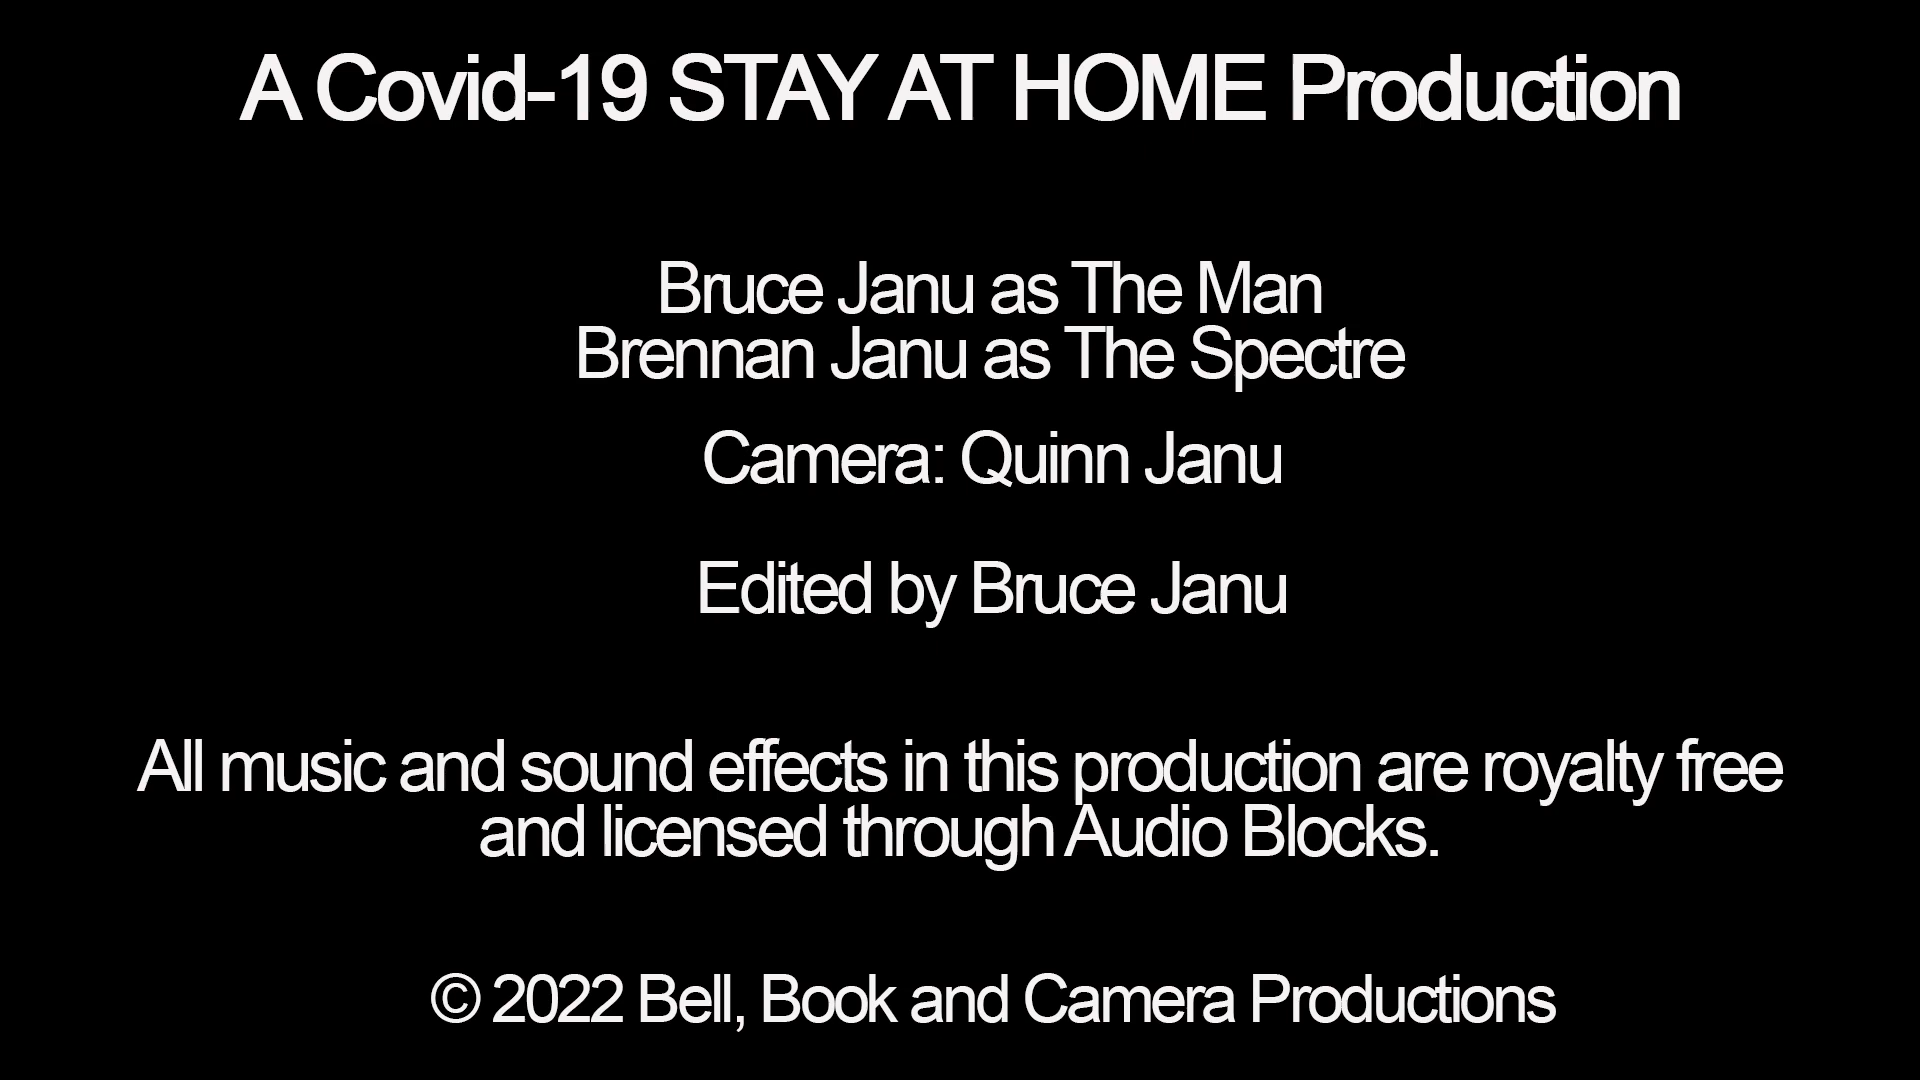 A Covid-19 STAY AT HOME Production
Bruce Janu as The Man
Brennan Janu as The Spectre
Camera: Quinn Janu
Edited by Bruce Janu
All music and sound effects in this production are royalty free
and licensed through Audio Blocks.
© 2022 Bell, Book and Camera Productions